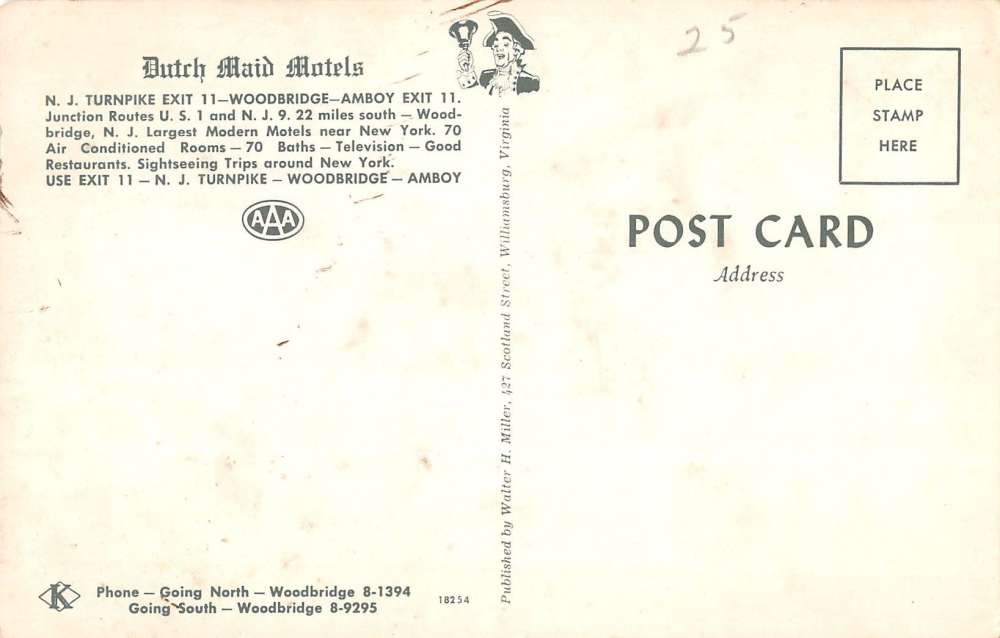 25
Dutch Maid Motels
N. J. TURNPIKE EXIT 11—WOODBRIDGE—AMBOY EXIT 11.
Junction Routes U. S. 1 and N. J. 9. 22 miles south — Wood-
bridge, N. J. Largest Modern Motels near New York. 70
Air Conditioned Rooms — 70 Baths — Television — Good
Restaurants. Sightseeing Trips around New York.
USE EXIT 11 — N. J. TURNPIKE — WOODBRIDGE — AMBOY
AAA
K
Phone — Going North — Woodbridge 8-1394
Going South — Woodbridge 8-9295
18254
Published by Walter H. Miller, 427 Scotland Street, Williamsburg, Virginia
PLACE
STAMP
HERE
POST CARD
Address